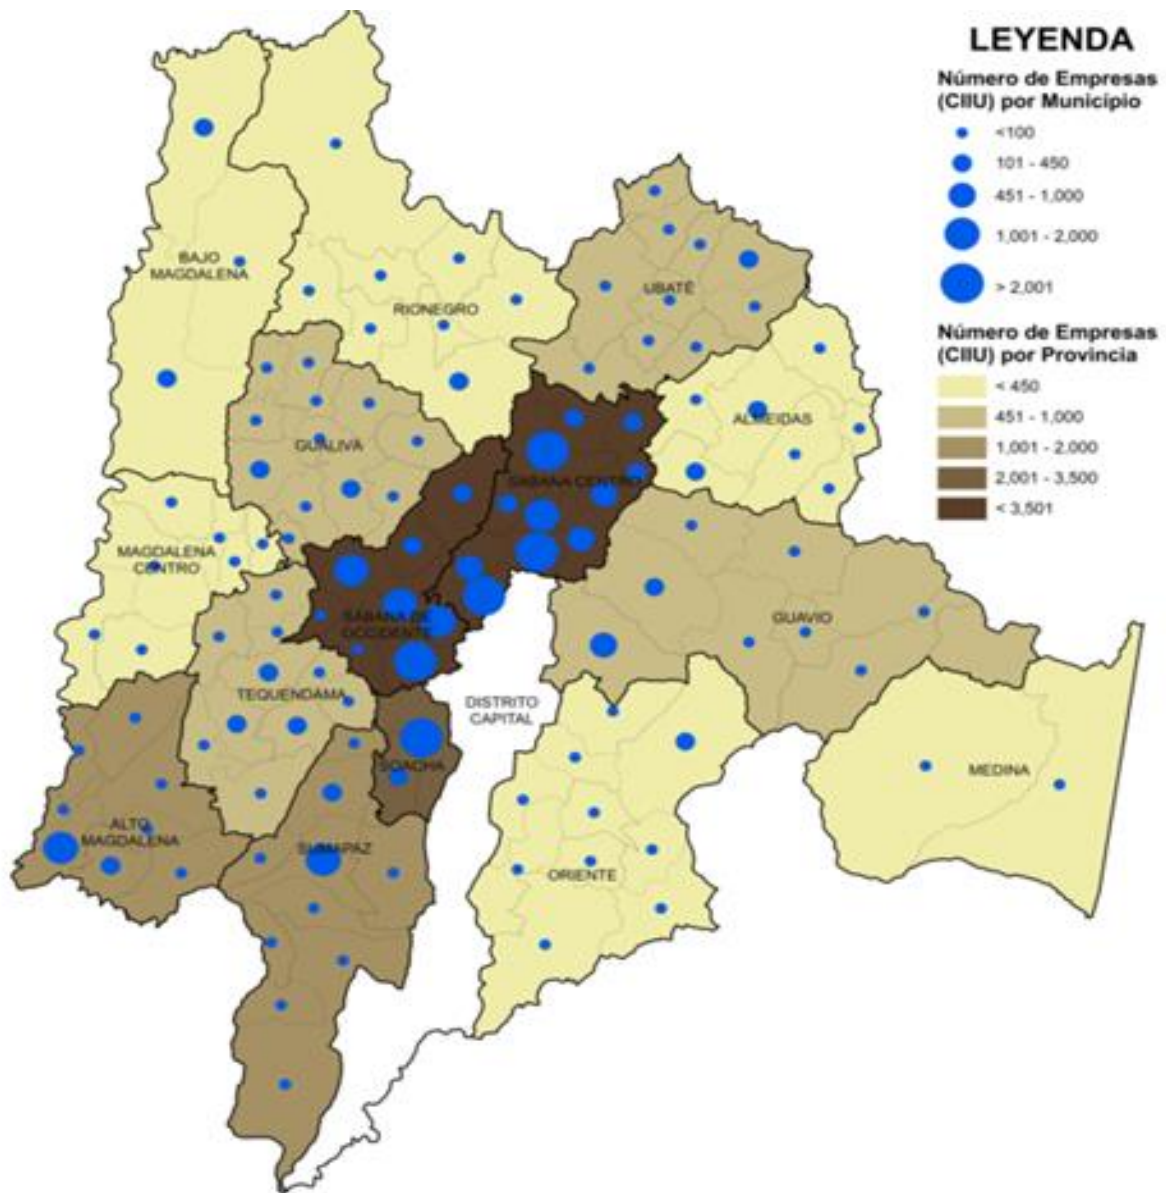 LEYENDA
Número de Empresas
(CIIU) por Município
<100
101 - 450
451 - 1,000
1,001 - 2,000
> 2,001
Número de Empresas
(CIIU) por Provincia
< 450
451 - 1,000
1,001 - 2,000
2,001 - 3,500
< 3,501
BAJO
MAGDALENA
RIONEGRO
UBATÉ
ALMEIDAS
GUALIVA
SABANA CENTRO
MAGDALENA
CENTRO
SABANA DE
OCCIDENTE
GUAVIO
TEQUENDAMA
DISTRITO
CAPITAL
SOACHA
MEDINA
ALTO
MAGDALENA
SUMAPAZ
ORIENTE